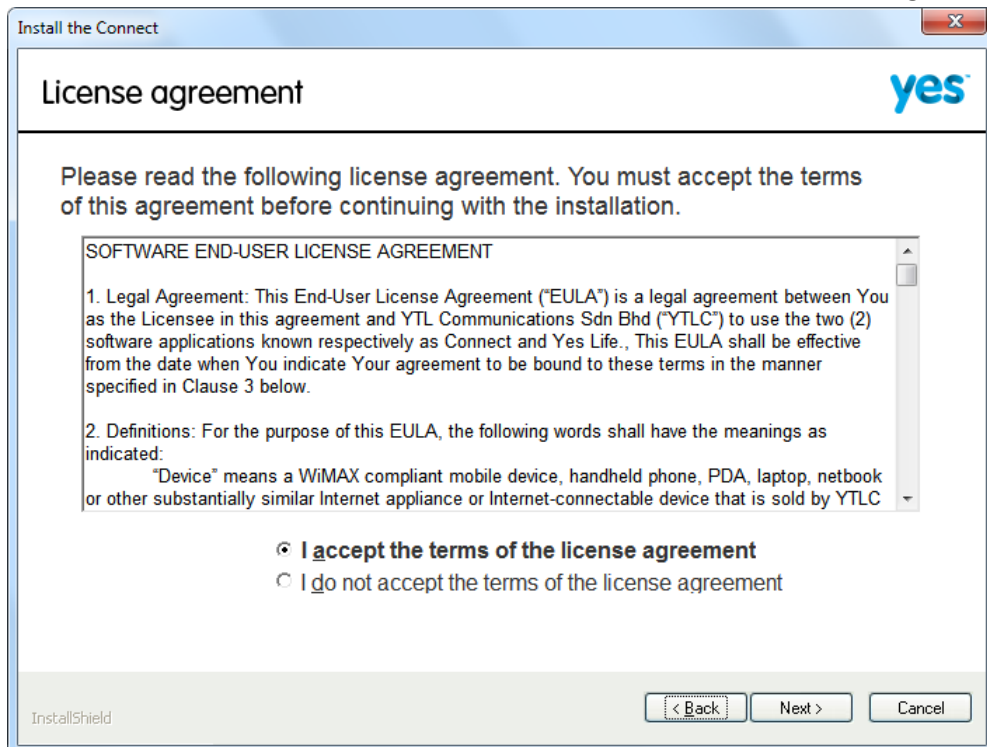 Install the Connect
License agreement
yes
Please read the following license agreement. You must accept the terms
of this agreement before continuing with the installation.
SOFTWARE END-USER LICENSE AGREEMENT
1. Legal Agreement: This End-User License Agreement (“EULA”) is a legal agreement between You
as the Licensee in this agreement and YTL Communications Sdn Bhd (“YTLC”) to use the two (2)
software applications known respectively as Connect and Yes Life., This EULA shall be effective
from the date when You indicate Your agreement to be bound to these terms in the manner
specified in Clause 3 below.
2. Definitions: For the purpose of this EULA, the following words shall have the meanings as
indicated:
“Device” means a WiMAX compliant mobile device, handheld phone, PDA, laptop, netbook
or other substantially similar Internet appliance or Internet-connectable device that is sold by YTLC
I accept the terms of the license agreement
I do not accept the terms of the license agreement
InstallShield
< Back
Next >
Cancel